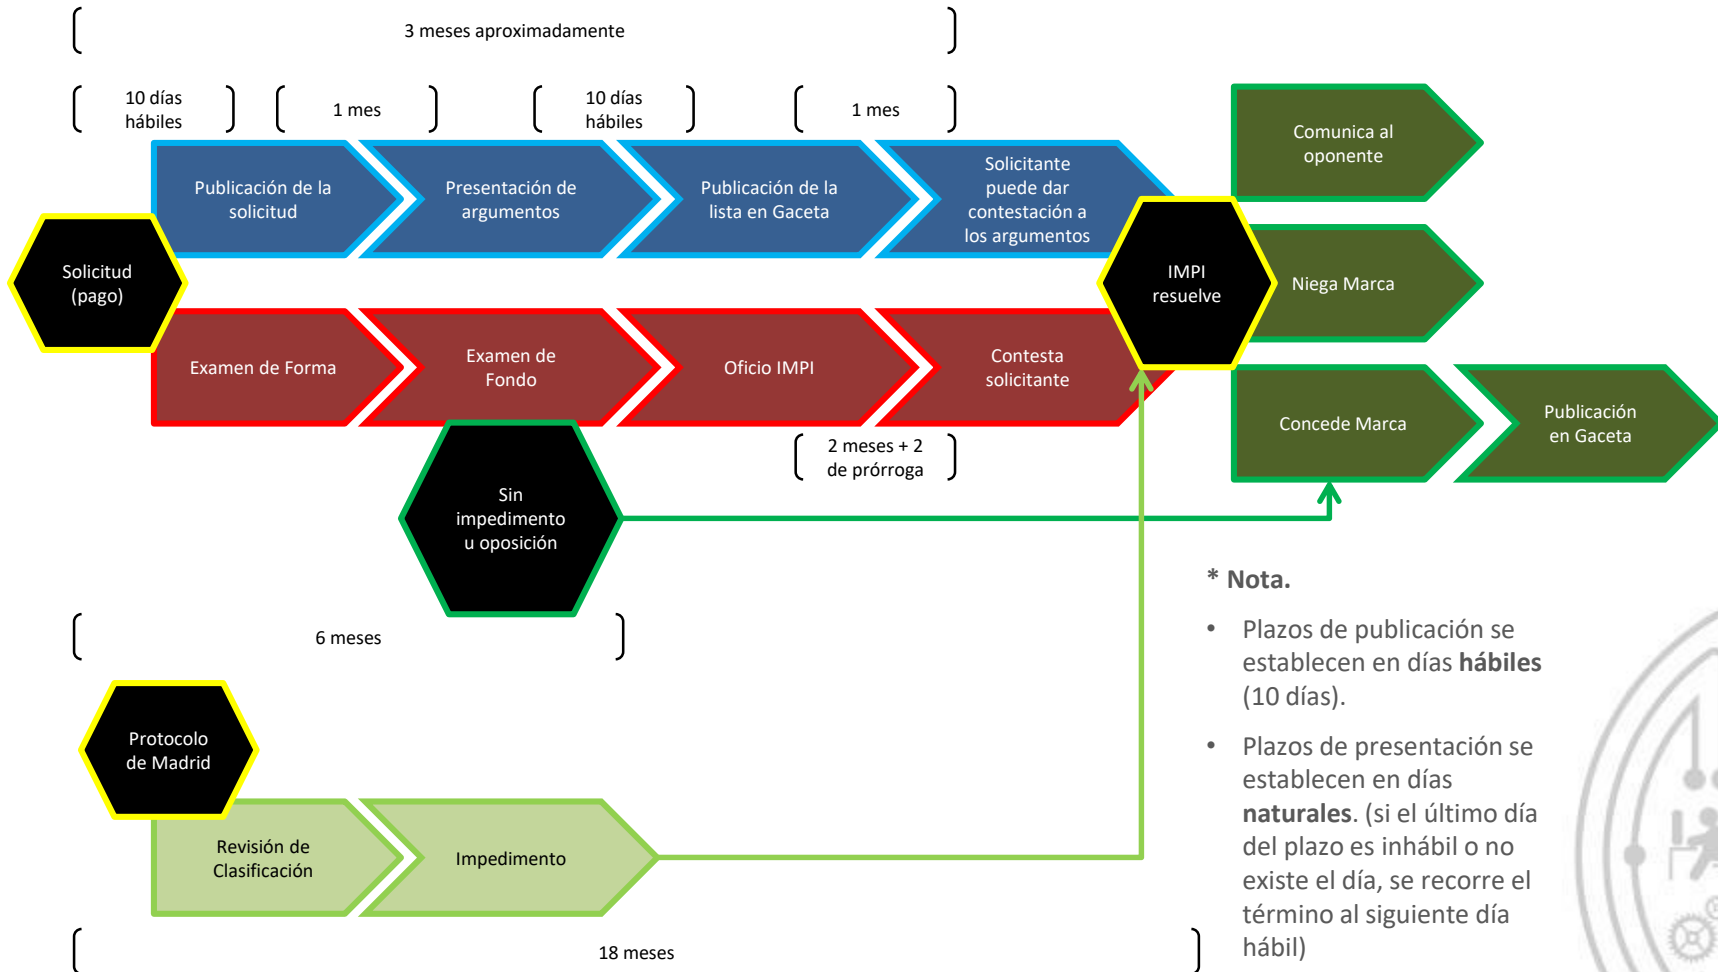 3 meses aproximadamente
10 días
hábiles
1 mes
10 días
hábiles
1 mes
Publicación de la
solicitud
Presentación de
argumentos
Publicación de la
lista en Gaceta
Solicitante
puede dar
contestación a
los argumentos
Comunica al
oponente
Solicitud
(pago)
IMPI
resuelve
Niega Marca
Examen de Forma
Examen de
Fondo
Oficio IMPI
Contesta
solicitante
Concede Marca
Publicación
en Gaceta
2 meses + 2
de prórroga
Sin
impedimento
u oposición
6 meses
Protocolo
de Madrid
Revisión de
Clasificación
Impedimento
18 meses
* Nota.
• Plazos de publicación se
establecen en días hábiles
(10 días).
• Plazos de presentación se
establecen en días
naturales. (si el último día
del plazo es inhábil o no
existe el día, se recorre el
término al siguiente día
hábil)